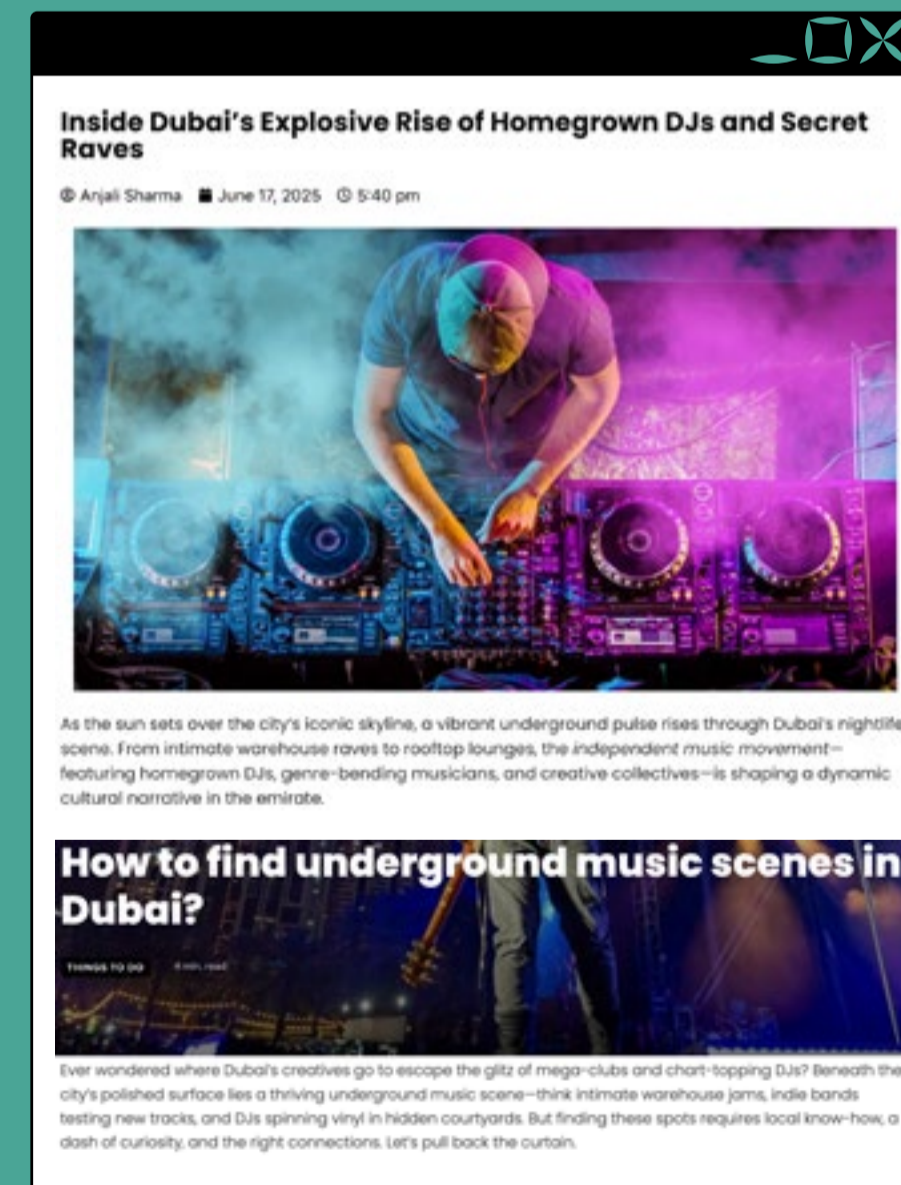 Inside Dubai's Explosive Rise of Homegrown DJs and Secret
Raves
Anjali Sharma June 17, 2025 5:40 pm
As the sun sets over the city's iconic skyline, a vibrant underground pulse rises through Dubai's nightlife
scene. From intimate warehouse raves to rooftop lounges, the independent music movement—
featuring homegrown DJs, genre-bending musicians, and creative collectives—is shaping a dynamic
cultural narrative in the emirate.
How to find underground music scenes in
Dubai?
THINGS TO DO min. read
Ever wondered where Dubai's creatives go to escape the glitz of mega-clubs and chart-topping DJs? Beneath the
city's polished surface lies a thriving underground music scene—think intimate warehouse jams, indie bands
testing new tracks, and DJs spinning vinyl in hidden courtyards. But finding these spots requires local know-how, a
dash of curiosity, and the right connections. Let's pull back the curtain.